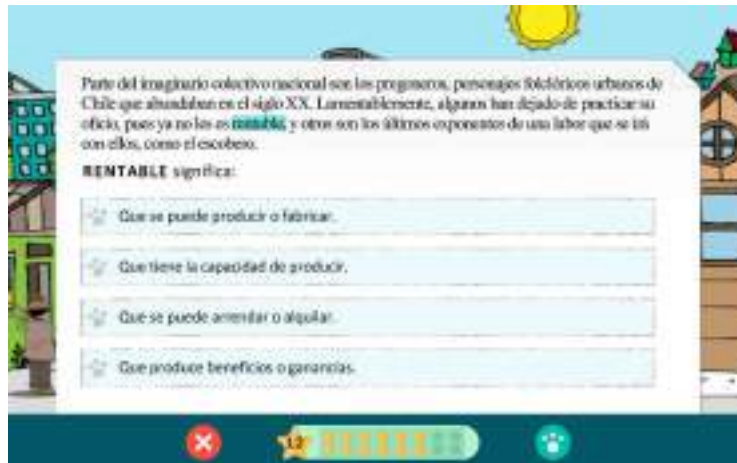 Parte del imaginario colectivo nacional son los pregoneros, personajes folclóricos urbanos de
Chile que abundaban en el siglo XX. Lamentablemente, algunos han dejado de practicar su
oficio, pues ya no les es rentable, y otros son los últimos exponentes de una labor que se irá
con ellos, como el escobero.
RENTABLE significa:
Que se puede producir o fabricar.
Que tiene la capacidad de producir.
Que se puede arrendar o alquilar.
Que produce beneficios o ganancias.